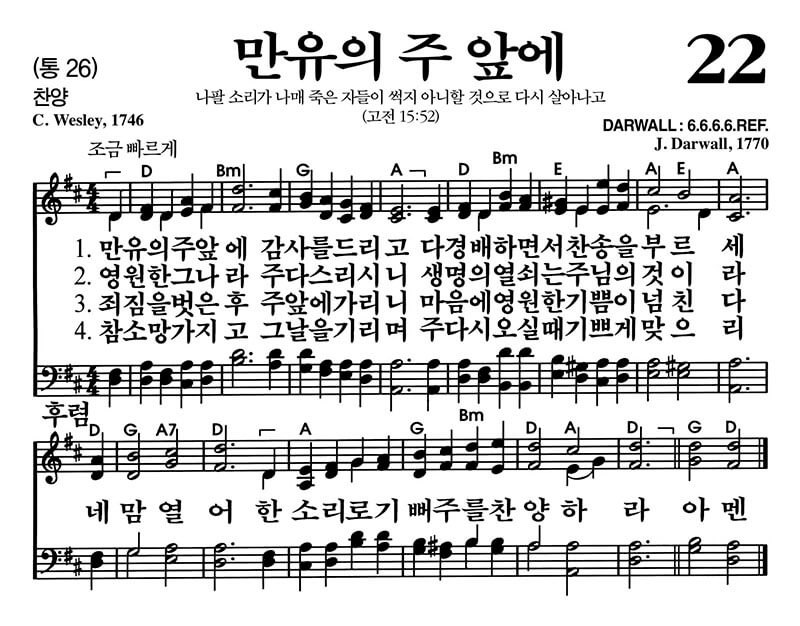 (통 26)
만유의 주 앞에
22
찬양
나팔 소리가 나매 죽은 자들이 썩지 아니할 것으로 다시 살아나고
C. Wesley, 1746
(고전 15:52)
DARWALL : 6.6.6.6.REF.
조금 빠르게
J. Darwall, 1770
D Bm G A D Bm E A E A
1. 만유의주앞에 감사를드리고 다경배하면서찬송을부르세
2. 영원한그나라 주다스리시니 생명의열쇠는주님의것이라
3. 죄짐을벗은후 주앞에가리니 마음에영원한기쁨이넘친다
4. 참소망가지고 그날을기리며 주다시오실때기쁘게맞으리
후렴
D G A7 D A G Bm D A D G D
네 맘 열 어 한 소리로기 뻐주를찬 양 하 라 아 멘